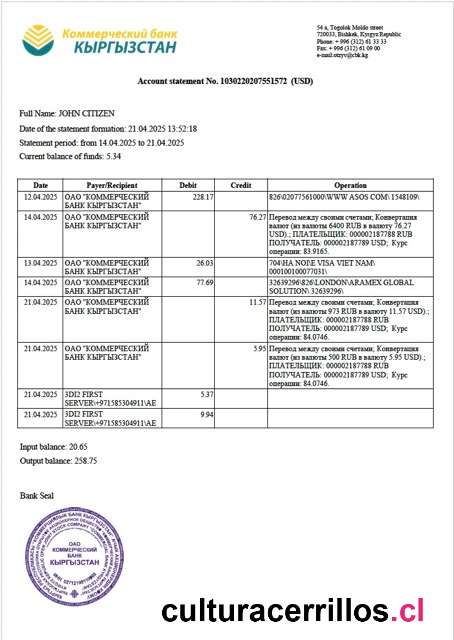 Коммерческий банк
КЫРГЫЗСТАН
54 a, Togolok Moldo street
720033, Bishkek, Kyrgyz Republic
Phone: + 996 (312) 61 33 33
Fax: + 996 (312) 61 09 00
e-mail:otzyv@cbk.kg
Account statement No. 1030220207551572 (USD)
Full Name: JOHN CITIZEN
Date of the statement formation: 21.04.2025 13:52:18
Statement period: from 14.04.2025 to 21.04.2025
Current balance of funds: 5.34
Date Payer/Recipient Debit Credit Operation
12.04.2025 ОАО "КОММЕРЧЕСКИЙ 228.17 826\02077561000\WWW ASOS COM\ 1548109\
БАНК КЫРГЫЗСТАН"
14.04.2025 ОАО "КОММЕРЧЕСКИЙ 76.27 Перевод между своими счетами; Конвертация
БАНК КЫРГЫЗСТАН" валют (из валюты 6400 RUB в валюту 76.27
USD).; ПЛАТЕЛЬЩИК: 000002187788 RUB
ПОЛУЧАТЕЛЬ: 000002187789 USD; Курс
операции: 83.9165.
13.04.2025 ОАО "КОММЕРЧЕСКИЙ 26.03 704\HA NOI\E VISA VIET NAM\
БАНК КЫРГЫЗСТАН" 000100100077031\
14.04.2025 ОАО "КОММЕРЧЕСКИЙ 77.69 32639296\826\LONDON\ARAMEX GLOBAL
БАНК КЫРГЫЗСТАН" SOLUTION\ 32639296\
21.04.2025 ОАО "КОММЕРЧЕСКИЙ 11.57 Перевод между своими счетами; Конвертация
БАНК КЫРГЫЗСТАН" валют (из валюты 973 RUB в валюту 11.57 USD).;
ПЛАТЕЛЬЩИК: 000002187788 RUB
ПОЛУЧАТЕЛЬ: 000002187789 USD; Курс
операции: 84.0746.
21.04.2025 ОАО "КОММЕРЧЕСКИЙ 5.95 Перевод между своими счетами; Конвертация
БАНК КЫРГЫЗСТАН" валют (из валюты 500 RUB в валюту 5.95 USD).;
ПЛАТЕЛЬЩИК: 000002187788 RUB
ПОЛУЧАТЕЛЬ: 000002187789 USD; Курс
операции: 84.0746.
21.04.2025 3DI2 FIRST 5.37
SERVER\+971585304911\AE
21.04.2025 3DI2 FIRST 9.94
SERVER\+971585304911\AE
Input balance: 20.65
Output balance: 258.75
Bank Seal
ОАО
КОММЕРЧЕСКИЙ
БАНК
КЫРГЫЗСТАН
culturacerrillos.cl